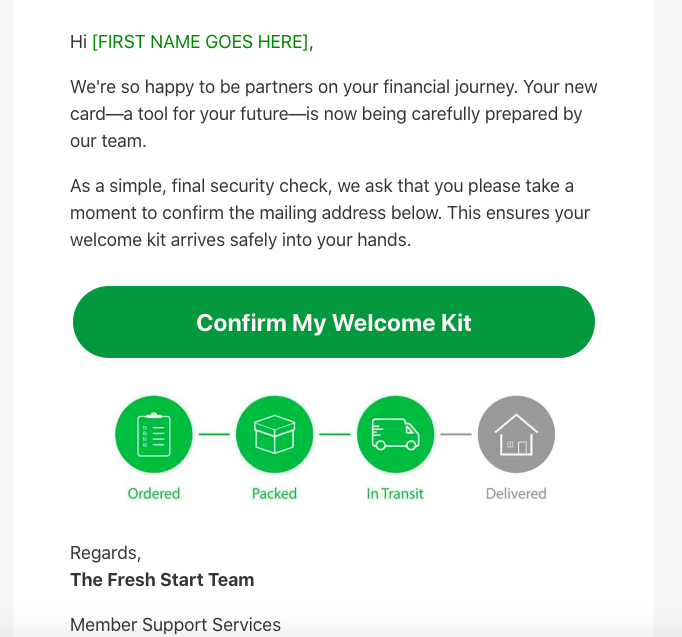 Hi [FIRST NAME GOES HERE],
We're so happy to be partners on your financial journey. Your new
card—a tool for your future—is now being carefully prepared by
our team.
As a simple, final security check, we ask that you please take a
moment to confirm the mailing address below. This ensures your
welcome kit arrives safely into your hands.
Confirm My Welcome Kit
Ordered
Packed
In Transit
Delivered
Regards,
The Fresh Start Team
Member Support Services